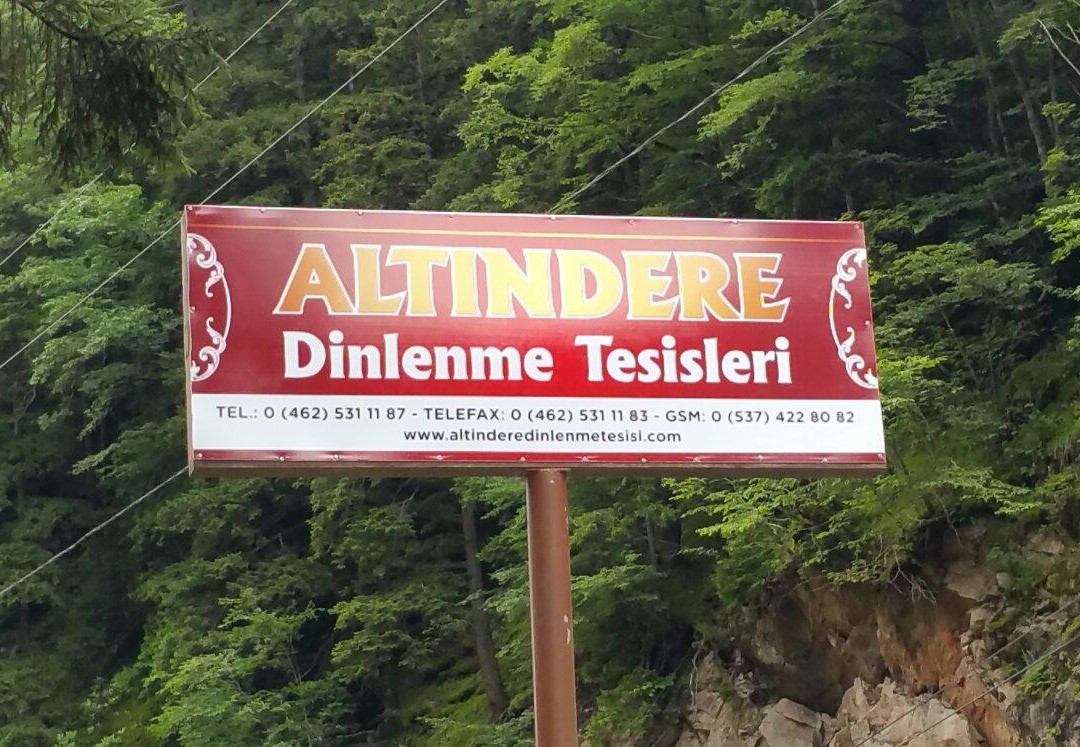 ALTINDERE
Dinlenme Tesisleri
TEL.: 0 (462) 531 11 87 - TELEFAX: 0 (462) 531 11 83 - GSM: 0 (537) 422 80 82
www.altinderedinlenmetesisi.com